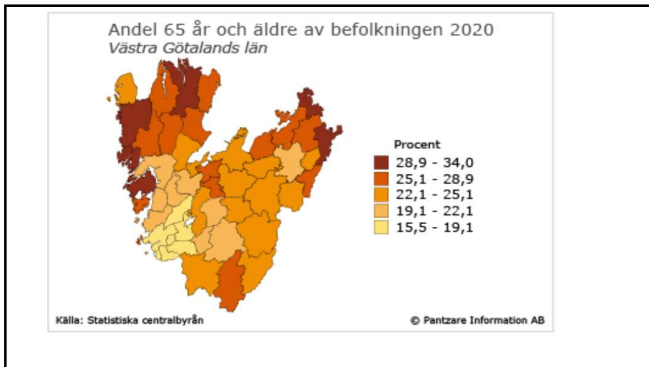 Andel 65 år och äldre av befolkningen 2020
Västra Götalands län
Procent
28,9 - 34,0
25,1 - 28,9
22,1 - 25,1
19,1 - 22,1
15,5 - 19,1
Källa: Statistiska centralbyrån
© Pantzare Information AB